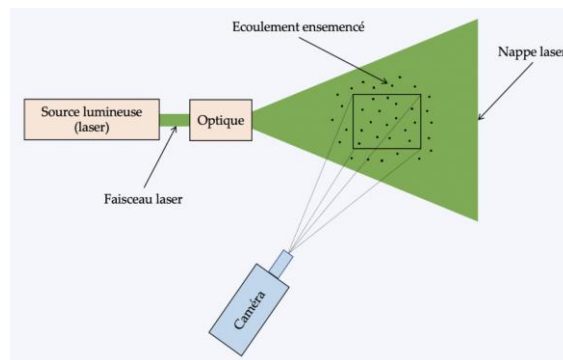 Ecoulement ensemencé
Nappe laser
Source lumineuse
(laser)
Optique
Faisceau laser
Caméra